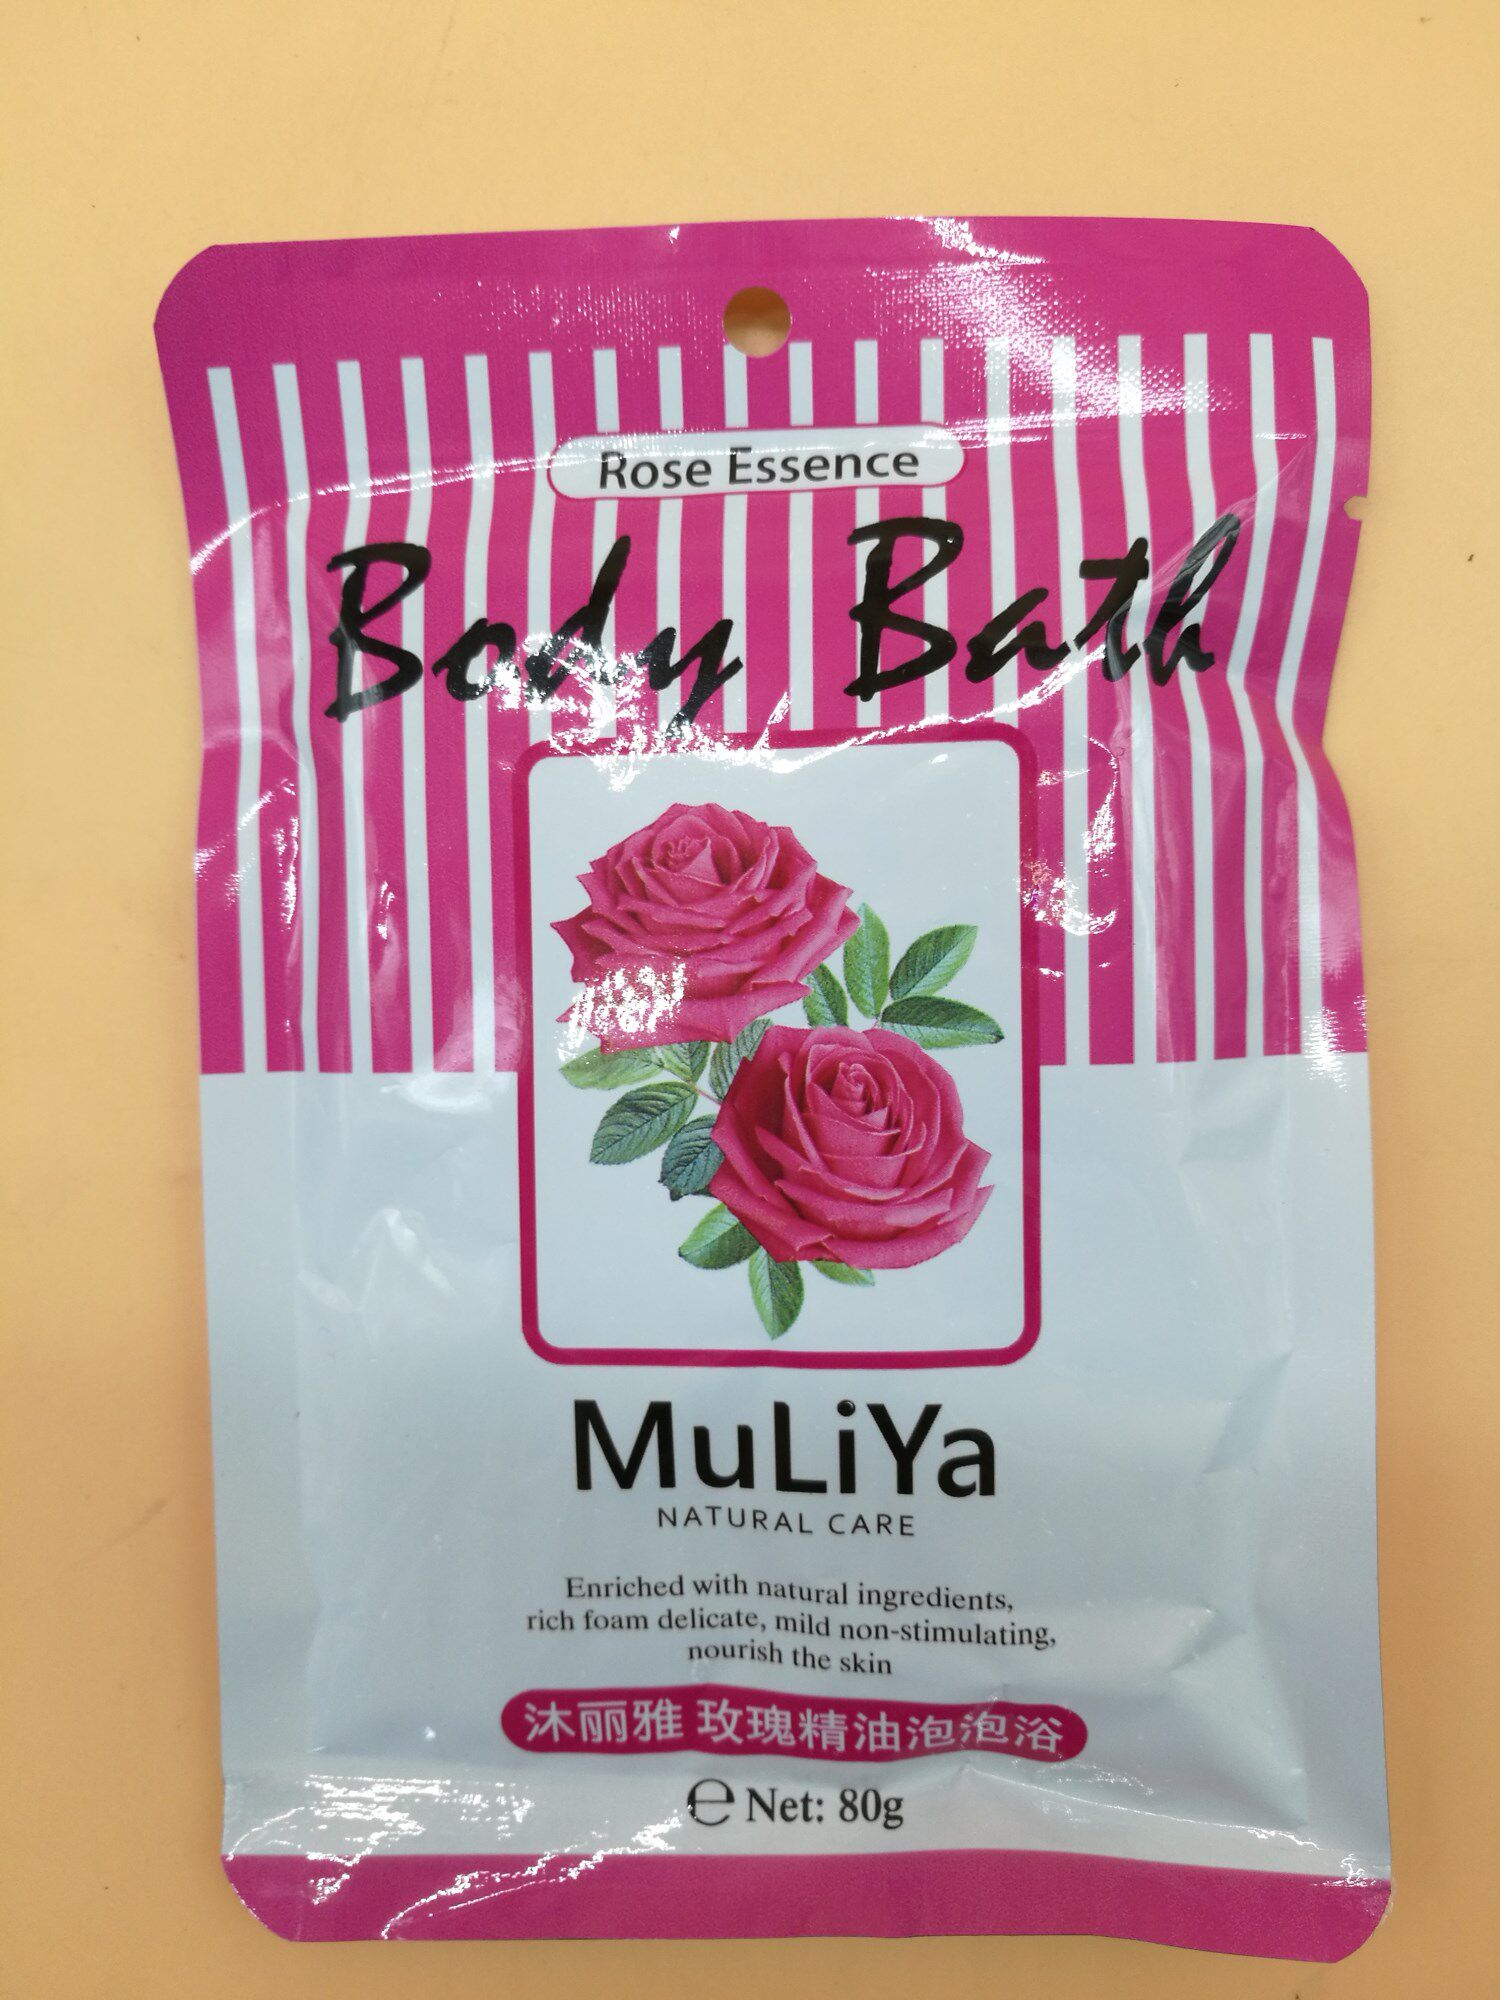 Rose Essence
Body Bath
MuLiYa
NATURAL CARE
Enriched with natural ingredients,
rich foam delicate, mild non-stimulating,
nourish the skin
沐丽雅 玫瑰精油泡泡浴
℮ Net: 80g